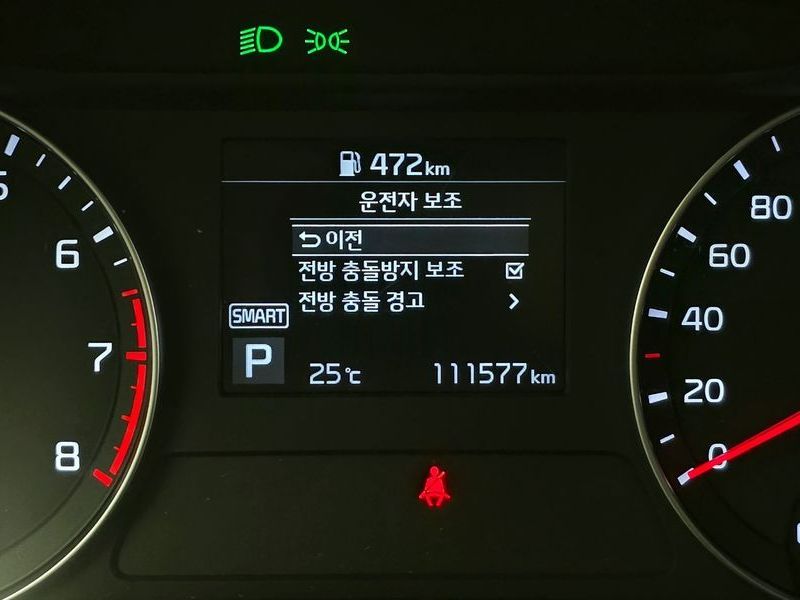 472km
운전자 보조
이전
전방 충돌방지 보조
전방 충돌 경고
SMART
P
25℃
111577km
6
7
8
80
60
40
20
0